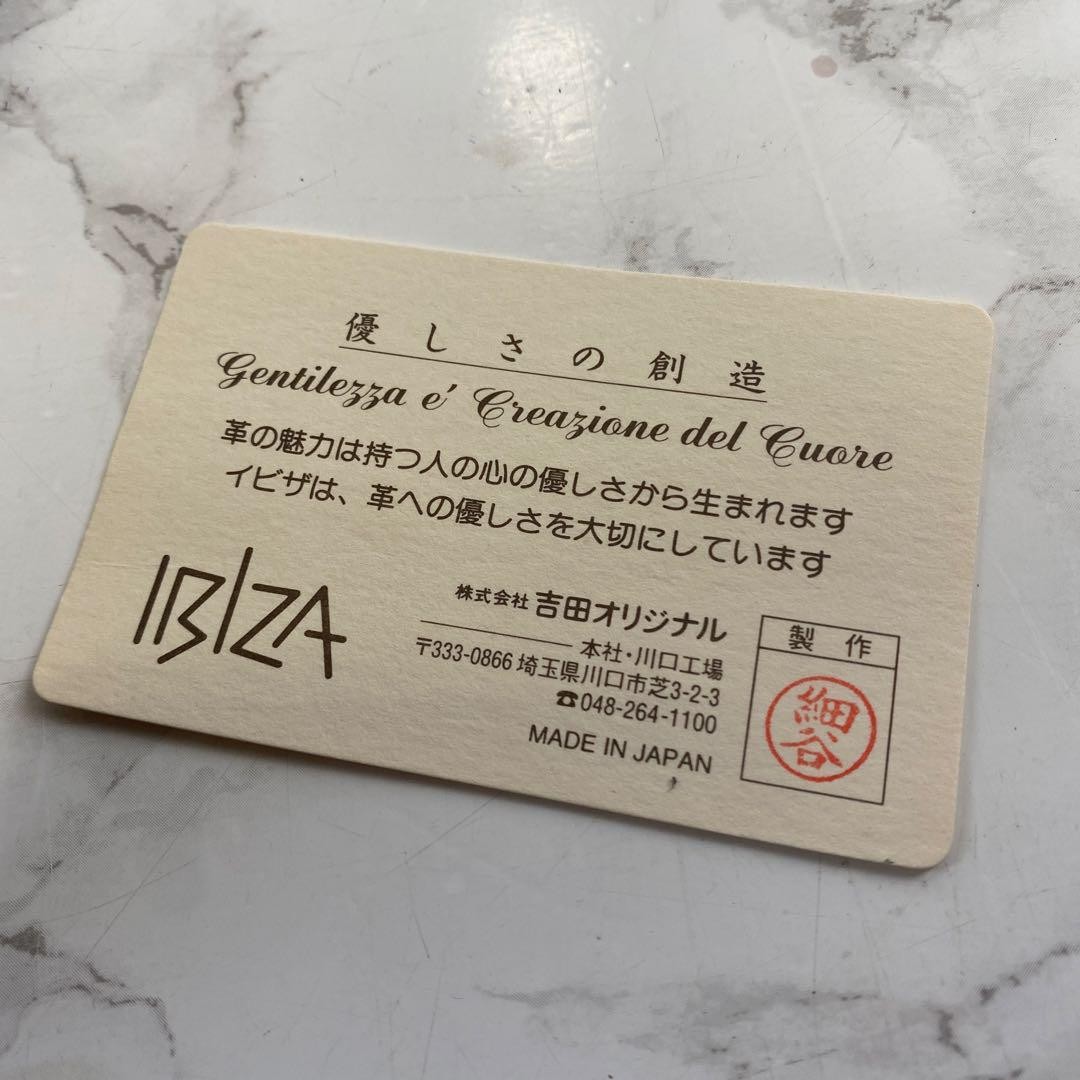 優しさの創造
Gentilezza e' Creazione del Cuore
革の魅力は持つ人の心の優しさから生まれます
イビザは、革への優しさを大切にしています
IBIZA
株式会社 吉田オリジナル
本社・川口工場
〒333-0866 埼玉県川口市芝3-2-3
☎048-264-1100
MADE IN JAPAN
製作
細谷